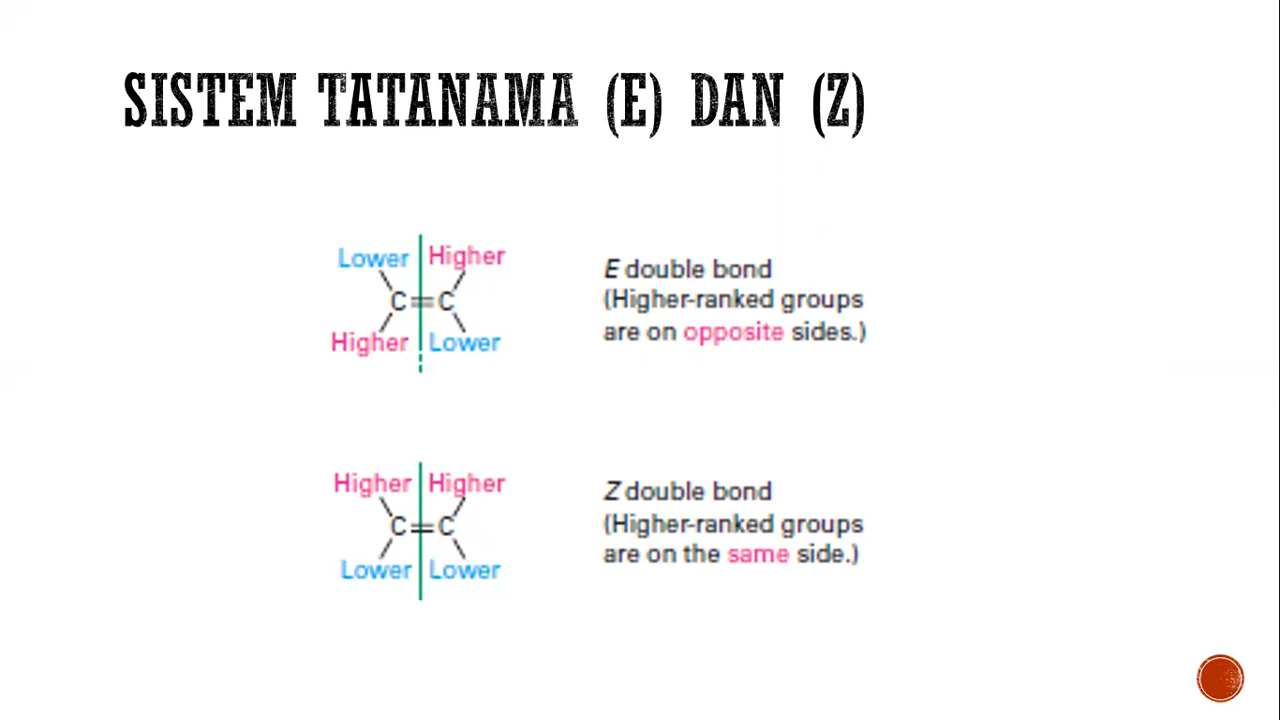 SISTEM TATANAMA (E) DAN (Z)
Lower Higher
C=C
Higher Lower
E double bond
(Higher-ranked groups
are on opposite sides.)
Higher Higher
C=C
Lower Lower
Z double bond
(Higher-ranked groups
are on the same side.)